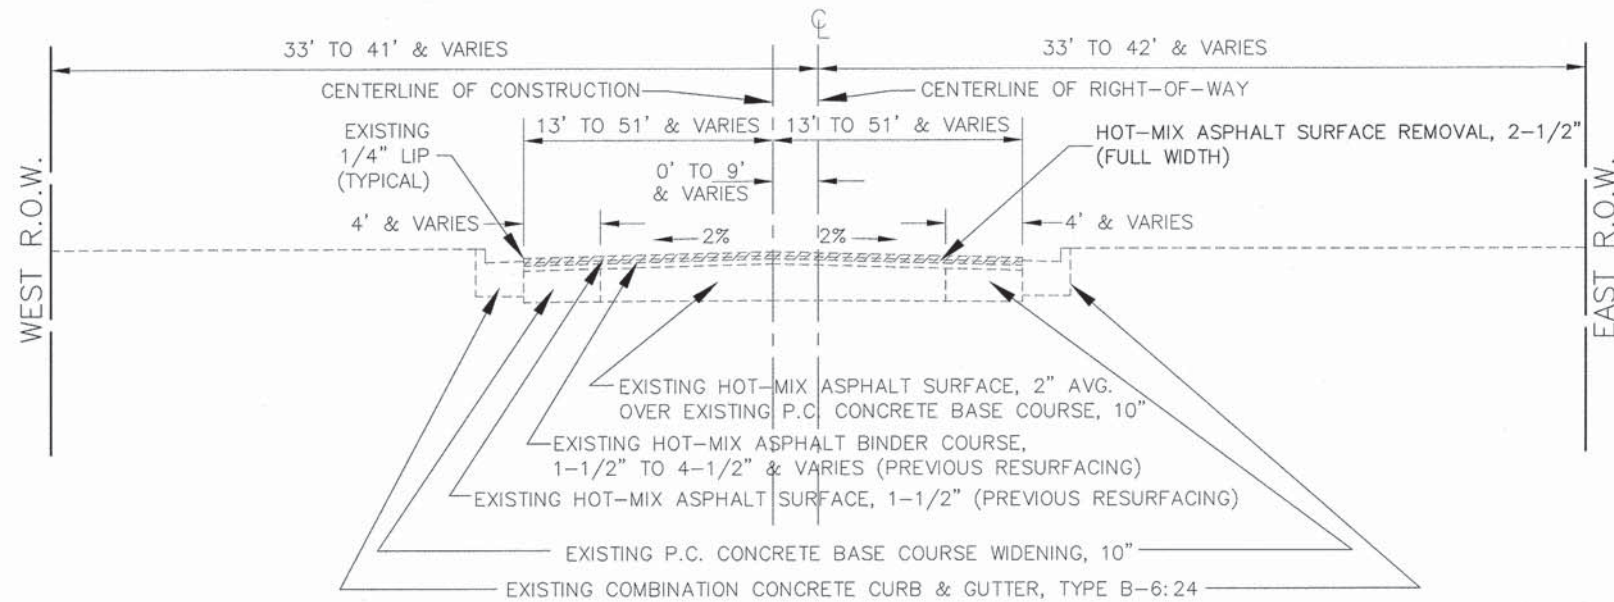 ℄
33' TO 41' & VARIES
33' TO 42' & VARIES
CENTERLINE OF CONSTRUCTION
CENTERLINE OF RIGHT-OF-WAY
EXISTING
1/4" LIP
(TYPICAL)
13' TO 51' & VARIES
13' TO 51' & VARIES
HOT-MIX ASPHALT SURFACE REMOVAL, 2-1/2"
(FULL WIDTH)
0' TO 9'
& VARIES
4' & VARIES
4' & VARIES
2%
2%
WEST R.O.W.
EAST R.O.W.
EXISTING HOT-MIX ASPHALT SURFACE, 2" AVG.
OVER EXISTING P.C. CONCRETE BASE COURSE, 10"
EXISTING HOT-MIX ASPHALT BINDER COURSE,
1-1/2" TO 4-1/2" & VARIES (PREVIOUS RESURFACING)
EXISTING HOT-MIX ASPHALT SURFACE, 1-1/2" (PREVIOUS RESURFACING)
EXISTING P.C. CONCRETE BASE COURSE WIDENING, 10"
EXISTING COMBINATION CONCRETE CURB & GUTTER, TYPE B-6:24